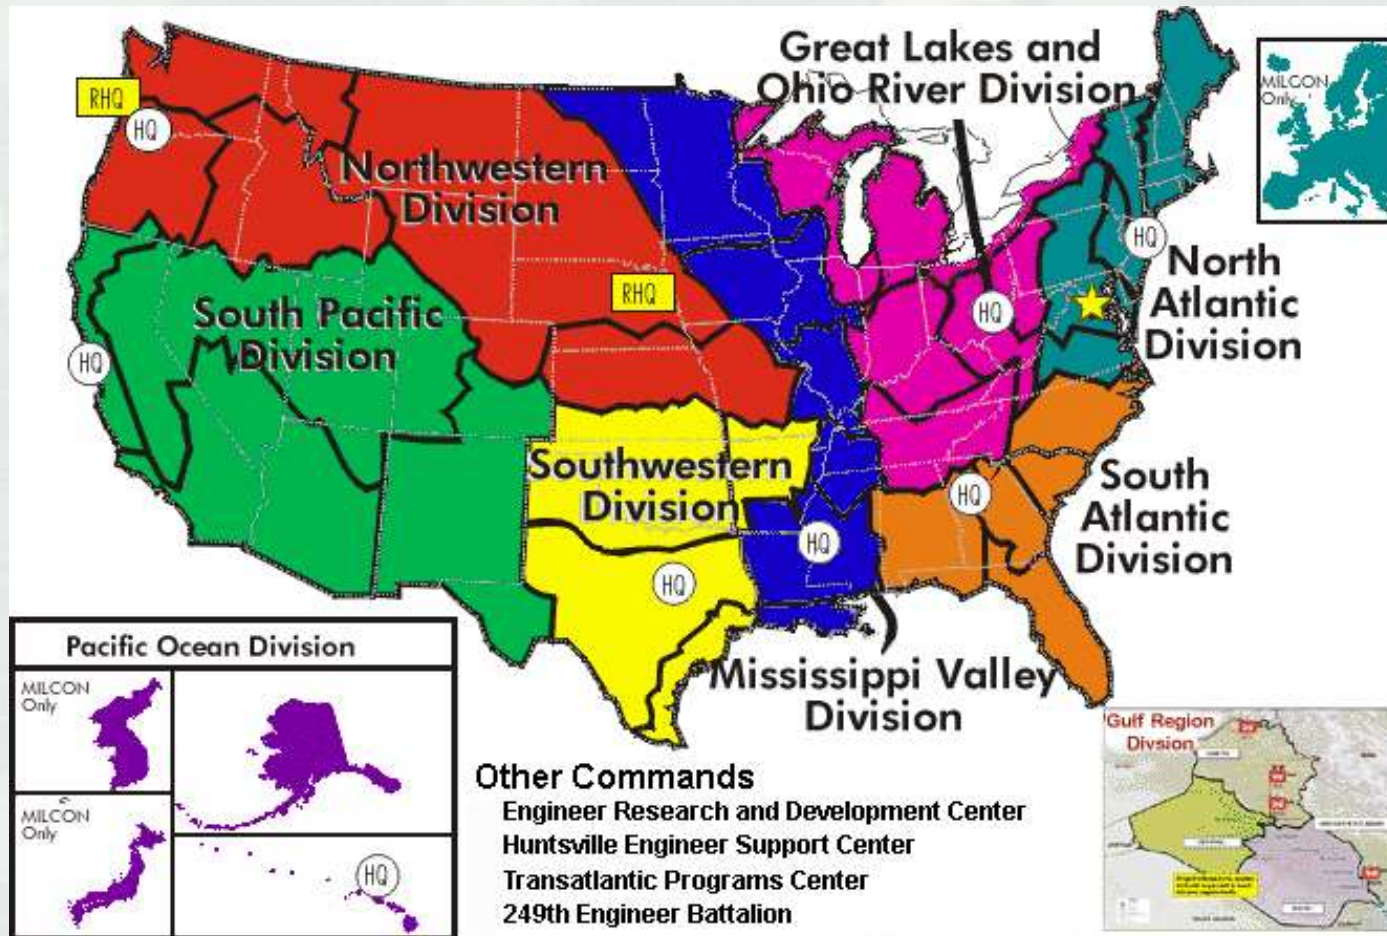 Great Lakes and
Ohio River Division
MILCON
Only
RHQ
HQ
Northwestern
Division
HQ
North
Atlantic
Division
RHQ
HQ
South Pacific
Division
HQ
Southwestern
Division
HQ
South
Atlantic
Division
HQ
HQ
Mississippi Valley
Division
Pacific Ocean Division
MILCON
Only
MILCON
Only
HQ
Gulf Region
Divsion
Other Commands
Engineer Research and Development Center
Huntsville Engineer Support Center
Transatlantic Programs Center
249th Engineer Battalion